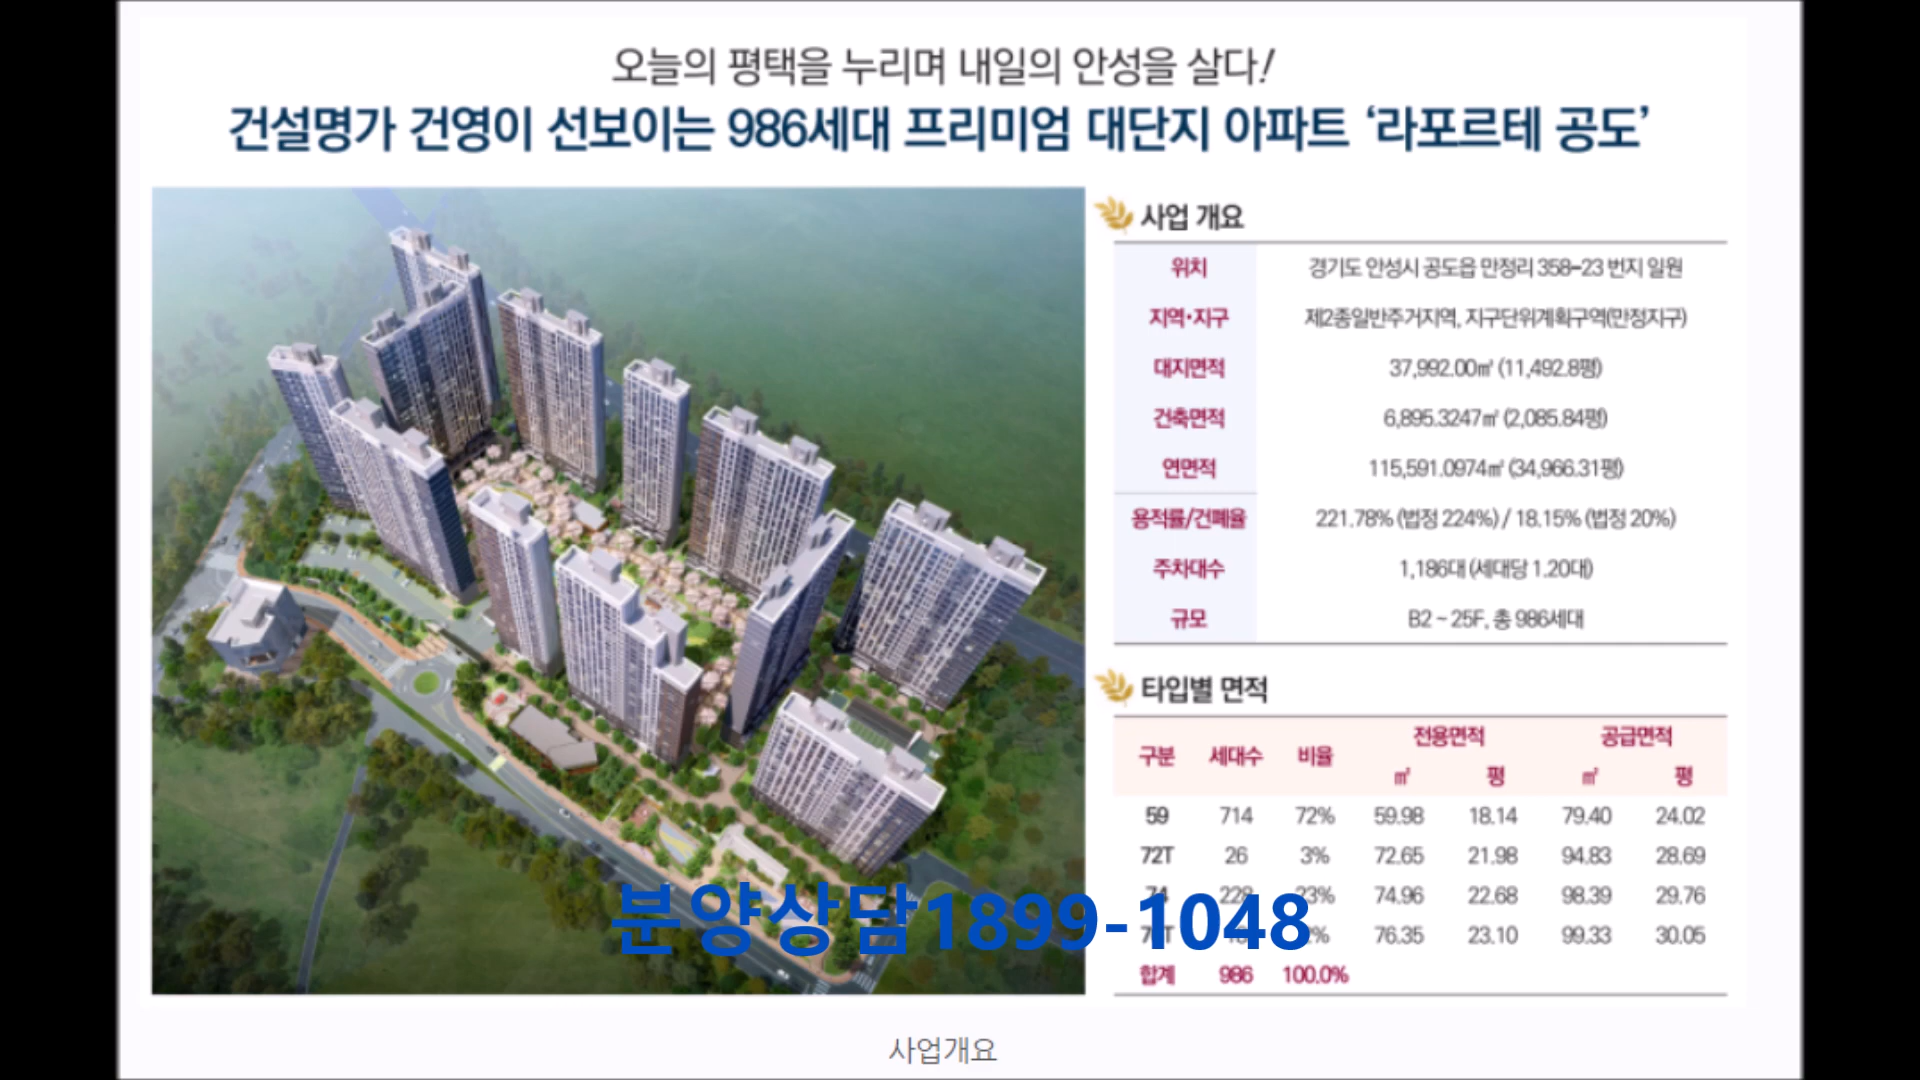 오늘의 평택을 누리며 내일의 안성을 살다!
건설명가 건영이 선보이는 986세대 프리미엄 대단지 아파트 ‘라포르테 공도’
사업 개요
위치 경기도 안성시 공도읍 만정리 358-23 번지 일원
지역·지구 제2종일반주거지역, 지구단위계획구역(만정지구)
대지면적 37,992.00㎡ (11,492.8평)
건축면적 6,895.3247㎡ (2,085.84평)
연면적 115,591.0974㎡ (34,966.31평)
용적률/건폐율 221.78% (법정 224%) / 18.15% (법정 20%)
주차대수 1,186대 (세대당 1.20대)
규모 B2 ~ 25F, 총 986세대
타입별 면적
구분 세대수 비율 전용면적 공급면적
㎡ 평 ㎡ 평
59 714 72% 59.98 18.14 79.40 24.02
72T 26 3% 72.65 21.98 94.83 28.69
74 228 23% 74.96 22.68 98.39 29.76
76.35 23.10 99.33 30.05
합계 986 100.0%
분양상담1899-1048
사업개요